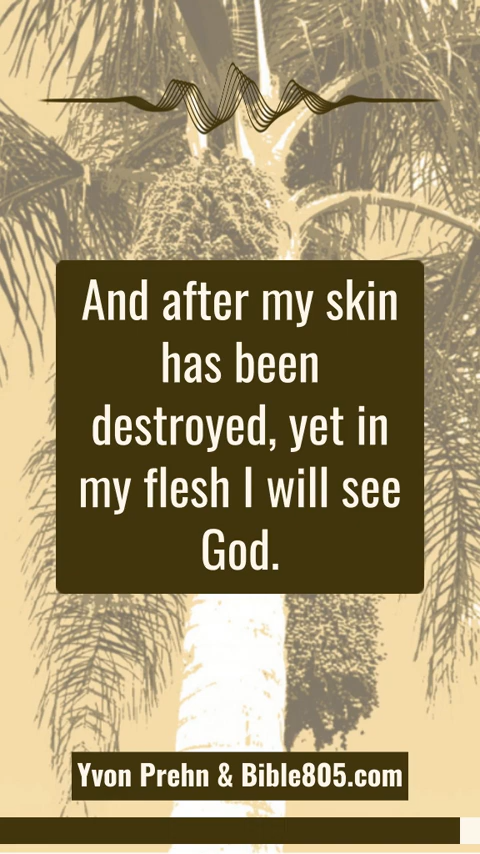 And after my skin
has been
destroyed, yet in
my flesh I will see
God.
Yvon Prehn & Bible805.com